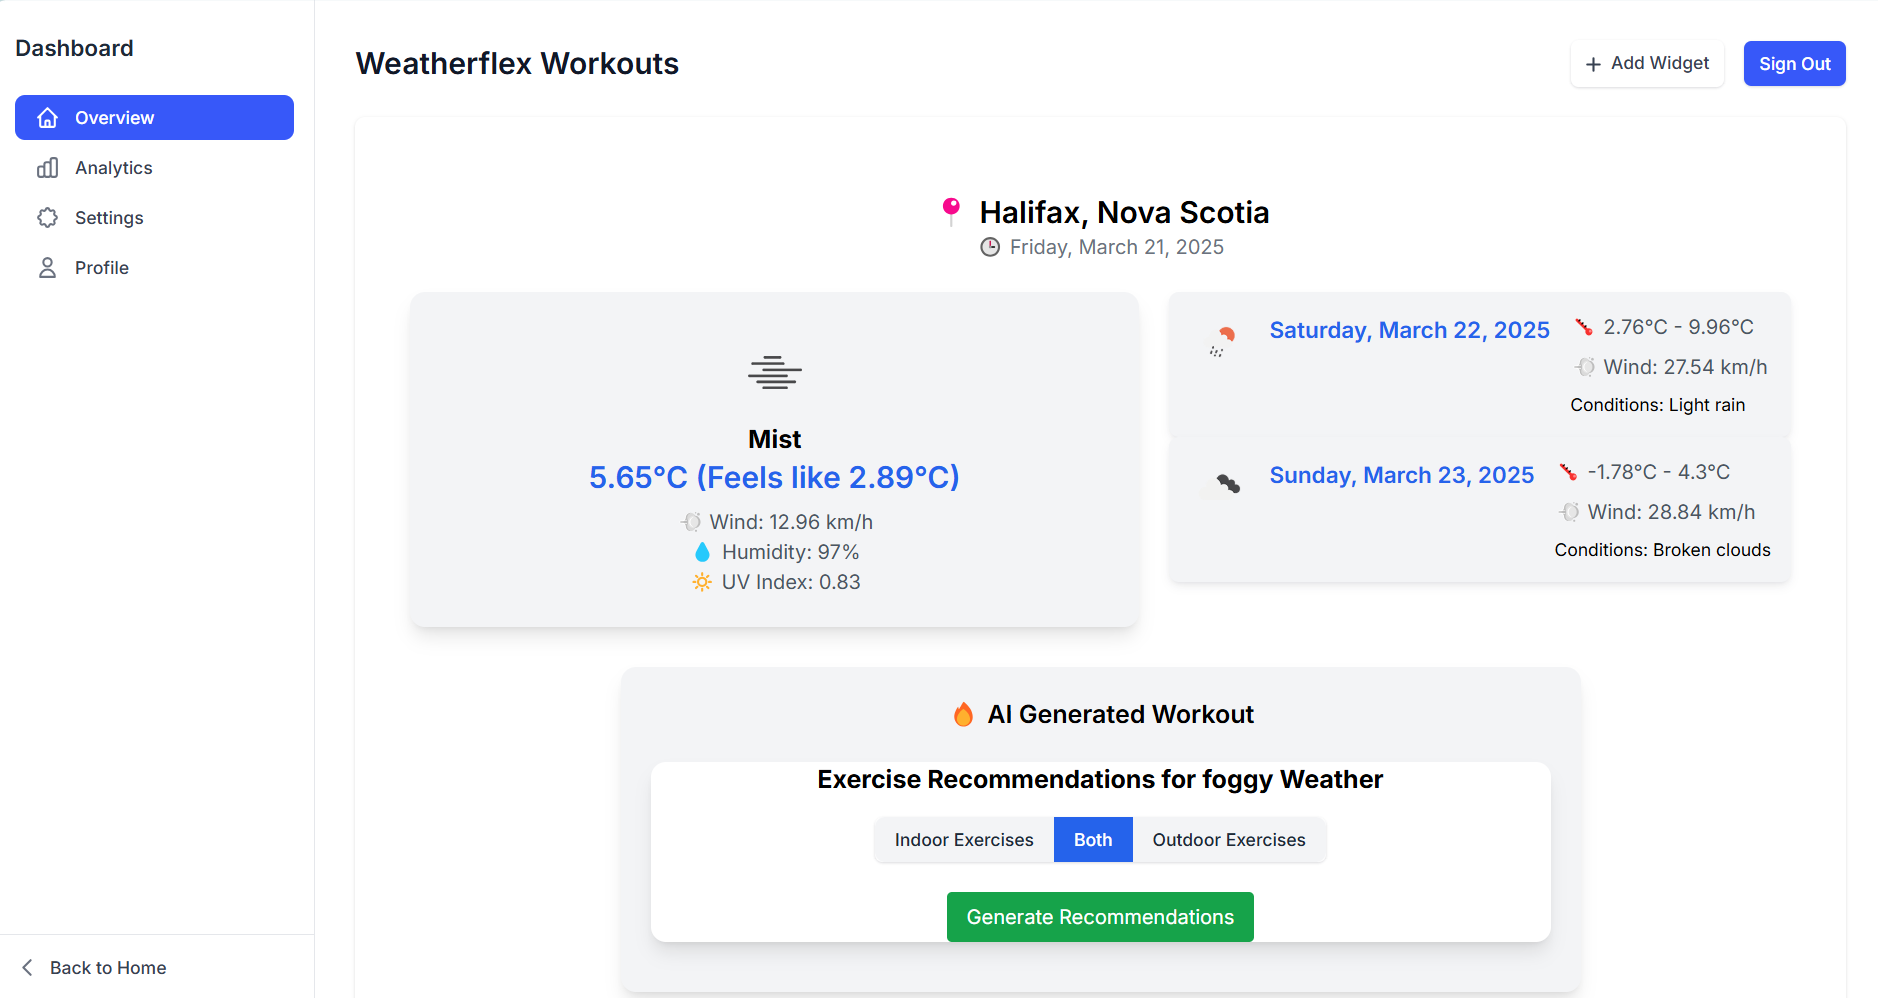 Dashboard
Overview
Analytics
Settings
Profile
Back to Home
Weatherflex Workouts
Add Widget
Sign Out
Halifax, Nova Scotia
Friday, March 21, 2025
Mist
5.65°C (Feels like 2.89°C)
Wind: 12.96 km/h
Humidity: 97%
UV Index: 0.83
Saturday, March 22, 2025
2.76°C - 9.96°C
Wind: 27.54 km/h
Conditions: Light rain
Sunday, March 23, 2025
-1.78°C - 4.3°C
Wind: 28.84 km/h
Conditions: Broken clouds
AI Generated Workout
Exercise Recommendations for foggy Weather
Indoor Exercises
Both
Outdoor Exercises
Generate Recommendations